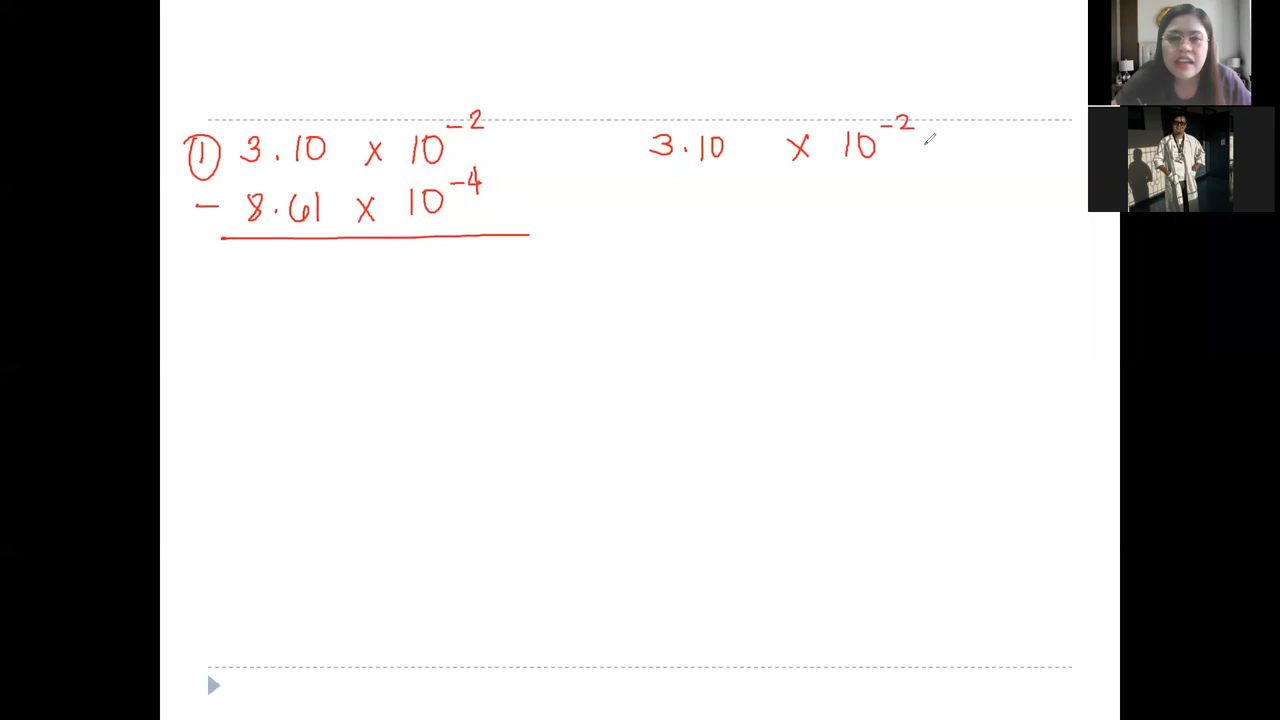 ① 3.10 x 10⁻²
- 8.61 x 10⁻⁴
3.10 x 10⁻²